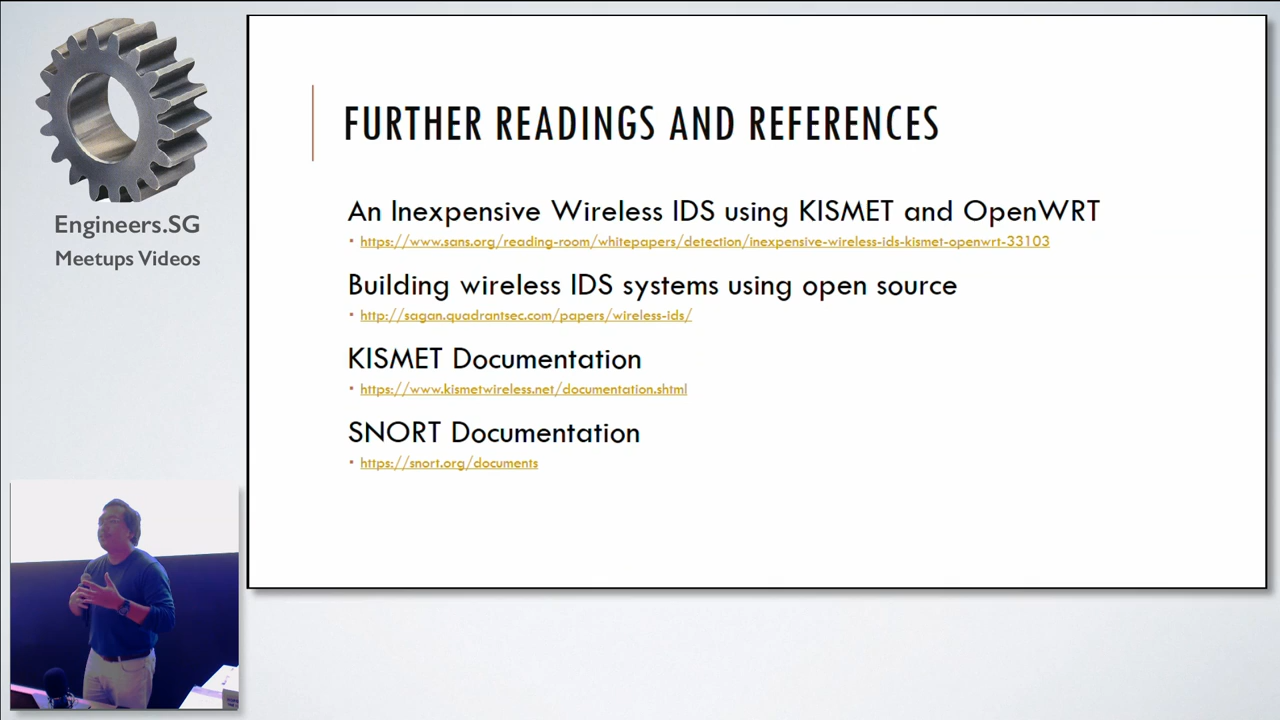 Engineers.SG
Meetups Videos
FURTHER READINGS AND REFERENCES
An Inexpensive Wireless IDS using KISMET and OpenWRT
https://www.sans.org/reading-room/whitepapers/detection/inexpensive-wireless-ids-kismet-openwrt-33103
Building wireless IDS systems using open source
http://sagan.quadrantsec.com/papers/wireless-ids/
KISMET Documentation
https://www.kismetwireless.net/documentation.shtml
SNORT Documentation
https://snort.org/documents